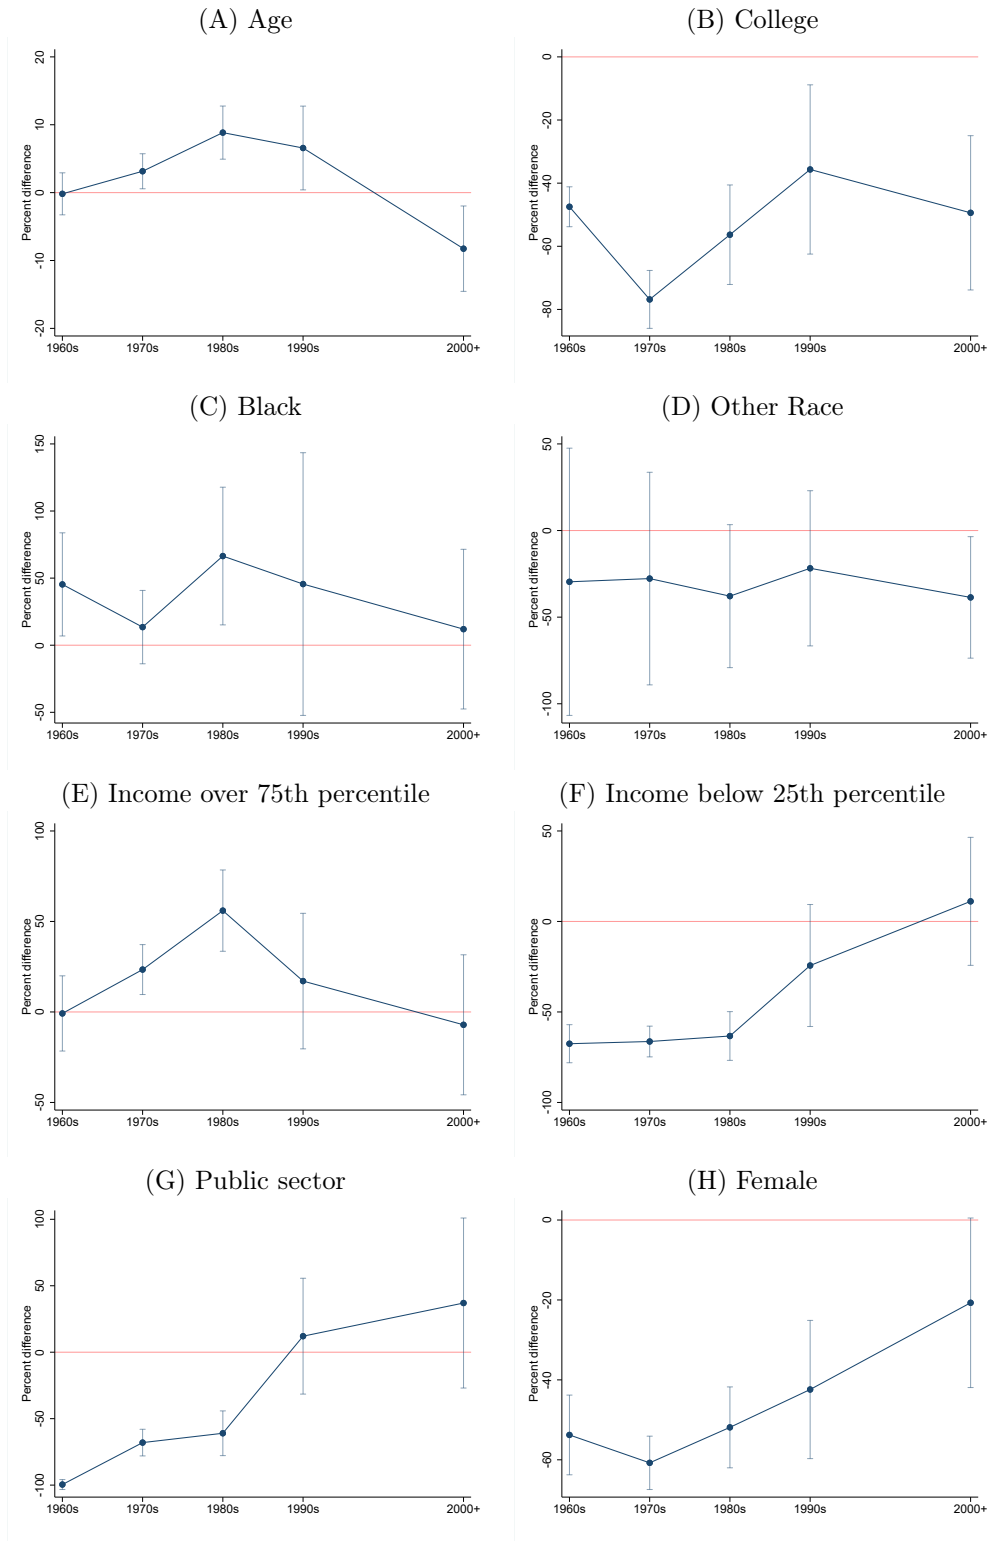 (A) Age
20
10
0
-10
-20
Percent difference
1960s 1970s 1980s 1990s 2000+
(B) College
0
-20
-40
-60
-80
Percent difference
1960s 1970s 1980s 1990s 2000+
(C) Black
150
100
50
0
-50
Percent difference
1960s 1970s 1980s 1990s 2000+
(D) Other Race
50
0
-50
-100
Percent difference
1960s 1970s 1980s 1990s 2000+
(E) Income over 75th percentile
100
50
0
-50
Percent difference
1960s 1970s 1980s 1990s 2000+
(F) Income below 25th percentile
50
0
-50
-100
Percent difference
1960s 1970s 1980s 1990s 2000+
(G) Public sector
100
50
0
-50
-100
Percent difference
1960s 1970s 1980s 1990s 2000+
(H) Female
0
-20
-40
-60
Percent difference
1960s 1970s 1980s 1990s 2000+